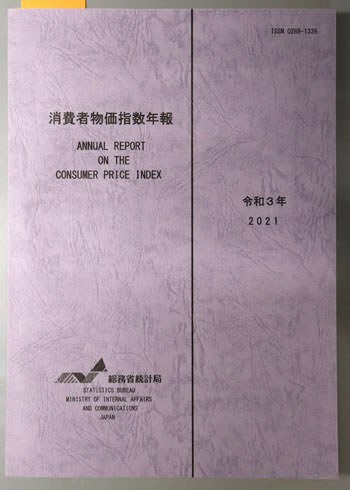 ISSN 0289-1336
消費者物価指数年報
ANNUAL REPORT
ON THE
CONSUMER PRICE INDEX
令和3年
2021
総務省統計局
STATISTICS BUREAU
MINISTRY OF INTERNAL AFFAIRS
AND COMMUNICATIONS
JAPAN